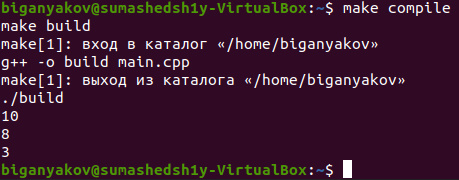 biganyakov@sumashedsh1y-VirtualBox:~$ make compile
make build
make[1]: вход в каталог «/home/biganyakov»
g++ -o build main.cpp
make[1]: выход из каталога «/home/biganyakov»
./build
10
8
3
biganyakov@sumashedsh1y-VirtualBox:~$